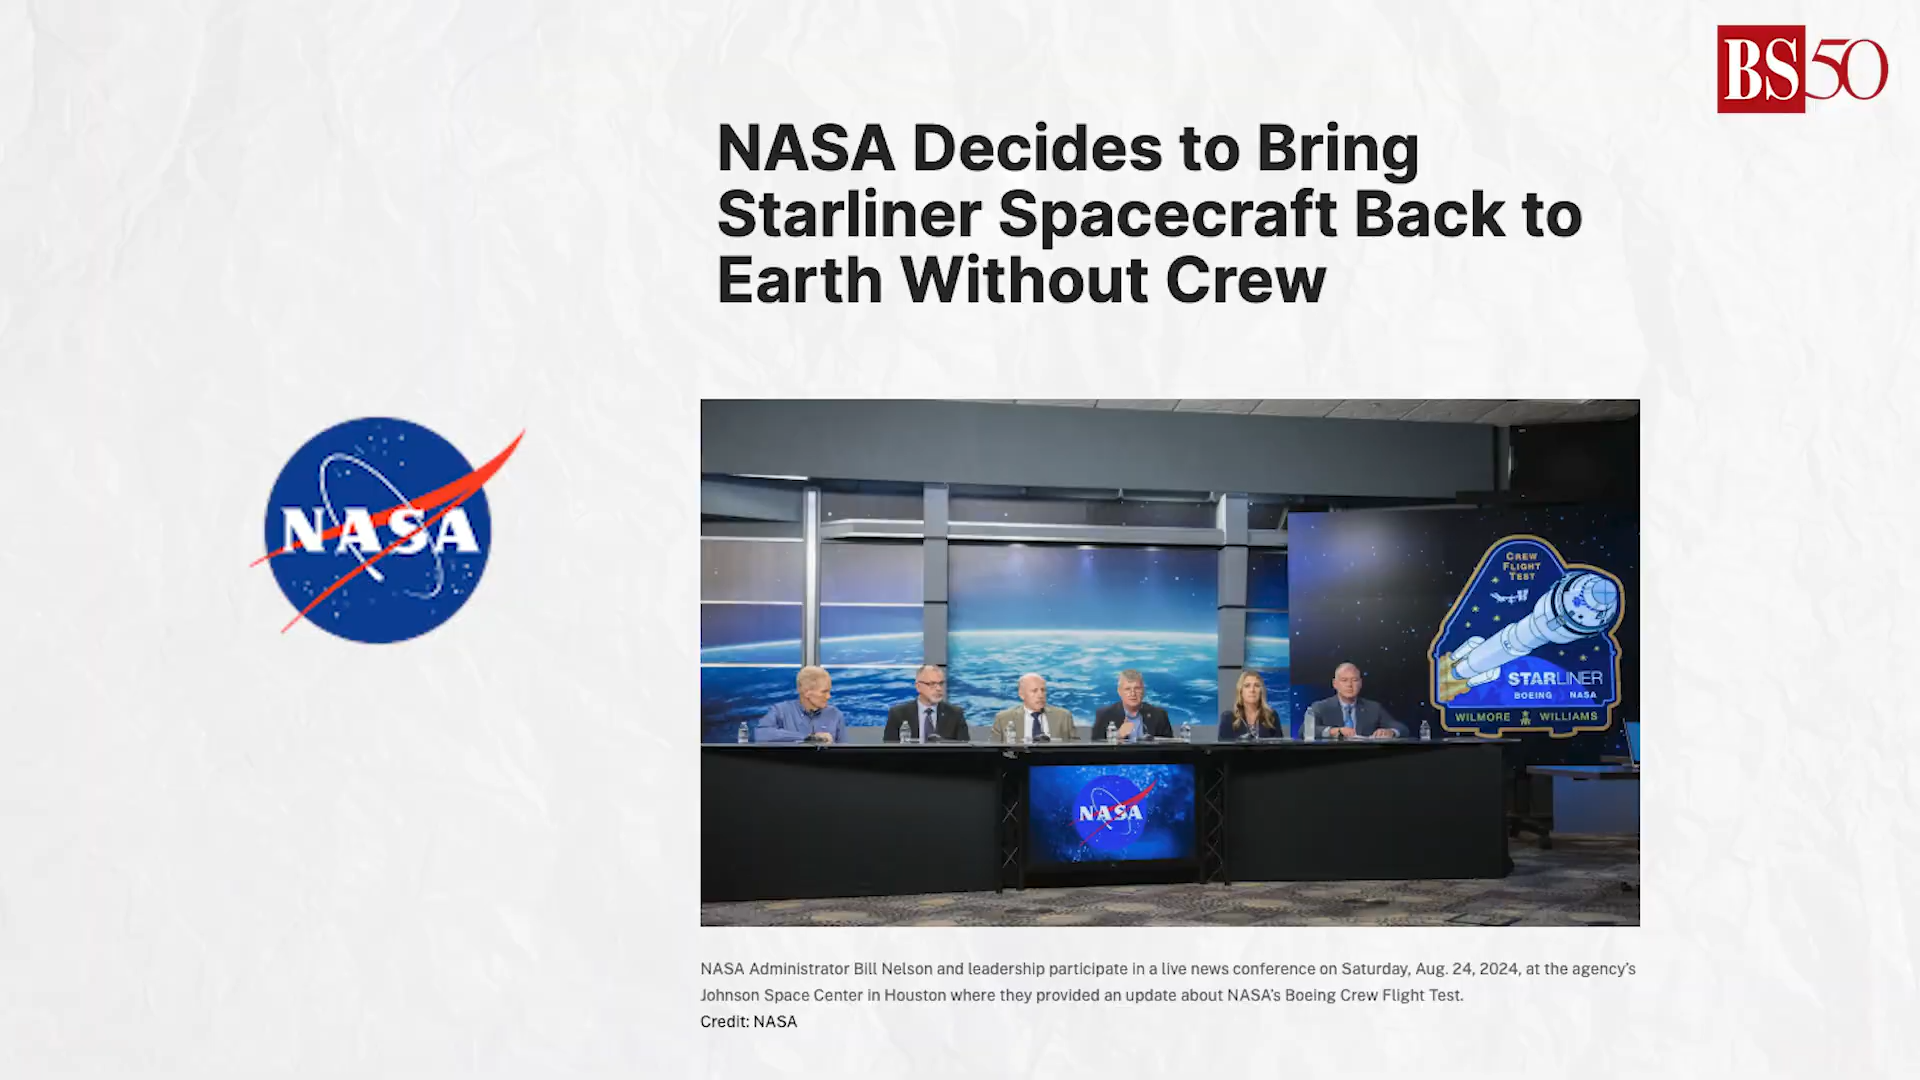 BS50
NASA Decides to Bring
Starliner Spacecraft Back to
Earth Without Crew
NASA
CREW
FLIGHT
TEST
STARLINER
BOEING NASA
WILMORE WILLIAMS
NASA
NASA Administrator Bill Nelson and leadership participate in a live news conference on Saturday, Aug. 24, 2024, at the agency's
Johnson Space Center in Houston where they provided an update about NASA's Boeing Crew Flight Test.
Credit: NASA